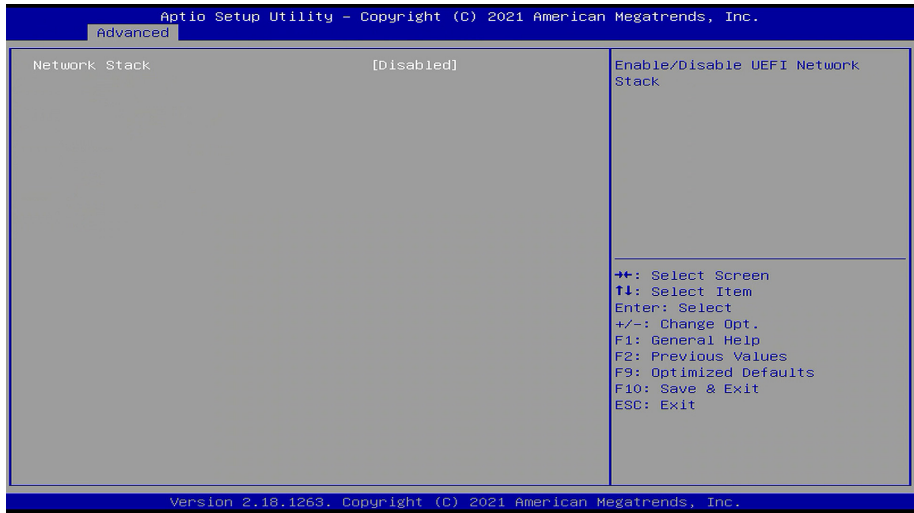 Aptio Setup Utility – Copyright (C) 2021 American Megatrends, Inc.
Advanced
Network Stack [Disabled]
Enable/Disable UEFI Network
Stack
→←: Select Screen
↑↓: Select Item
Enter: Select
+/-: Change Opt.
F1: General Help
F2: Previous Values
F9: Optimized Defaults
F10: Save & Exit
ESC: Exit
Version 2.18.1263. Copyright (C) 2021 American Megatrends, Inc.